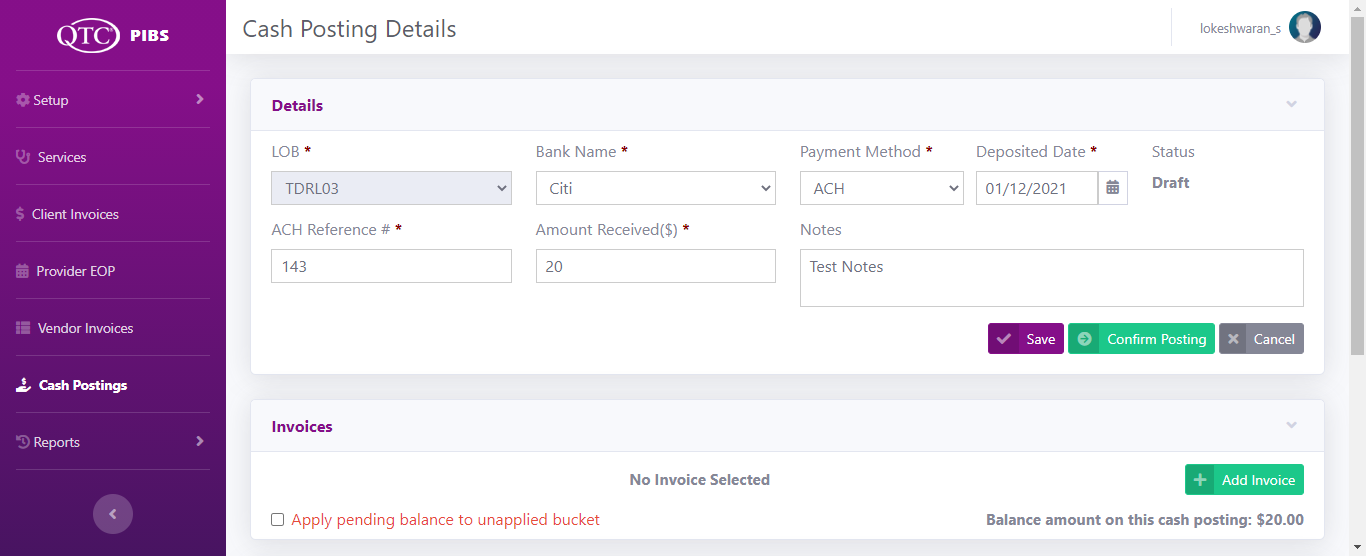 QTC PIBS
Setup
Services
Client Invoices
Provider EOP
Vendor Invoices
Cash Postings
Reports
Cash Posting Details
lokeshwaran_s
Details
LOB * Bank Name * Payment Method * Deposited Date * Status
TDRL03 Citi ACH 01/12/2021 Draft
ACH Reference # * Amount Received($) * Notes
143 20 Test Notes
Save Confirm Posting Cancel
Invoices
No Invoice Selected Add Invoice
Apply pending balance to unapplied bucket Balance amount on this cash posting: $20.00